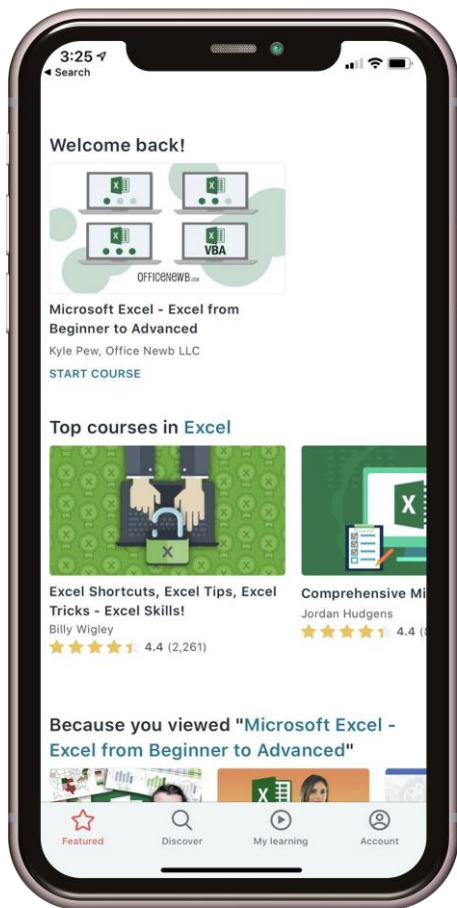 3:25
Search
Welcome back!
X
X
X
X
VBA
OFFICENEWB.COM
Microsoft Excel - Excel from
Beginner to Advanced
Kyle Pew, Office Newb LLC
START COURSE
Top courses in Excel
X
X
Excel Shortcuts, Excel Tips, Excel
Tricks - Excel Skills!
Billy Wigley
4.4 (2,261)
Comprehensive Mi
Jordan Hudgens
4.4 (
Because you viewed "Microsoft Excel -
Excel from Beginner to Advanced"
X
Featured
Discover
My learning
Account